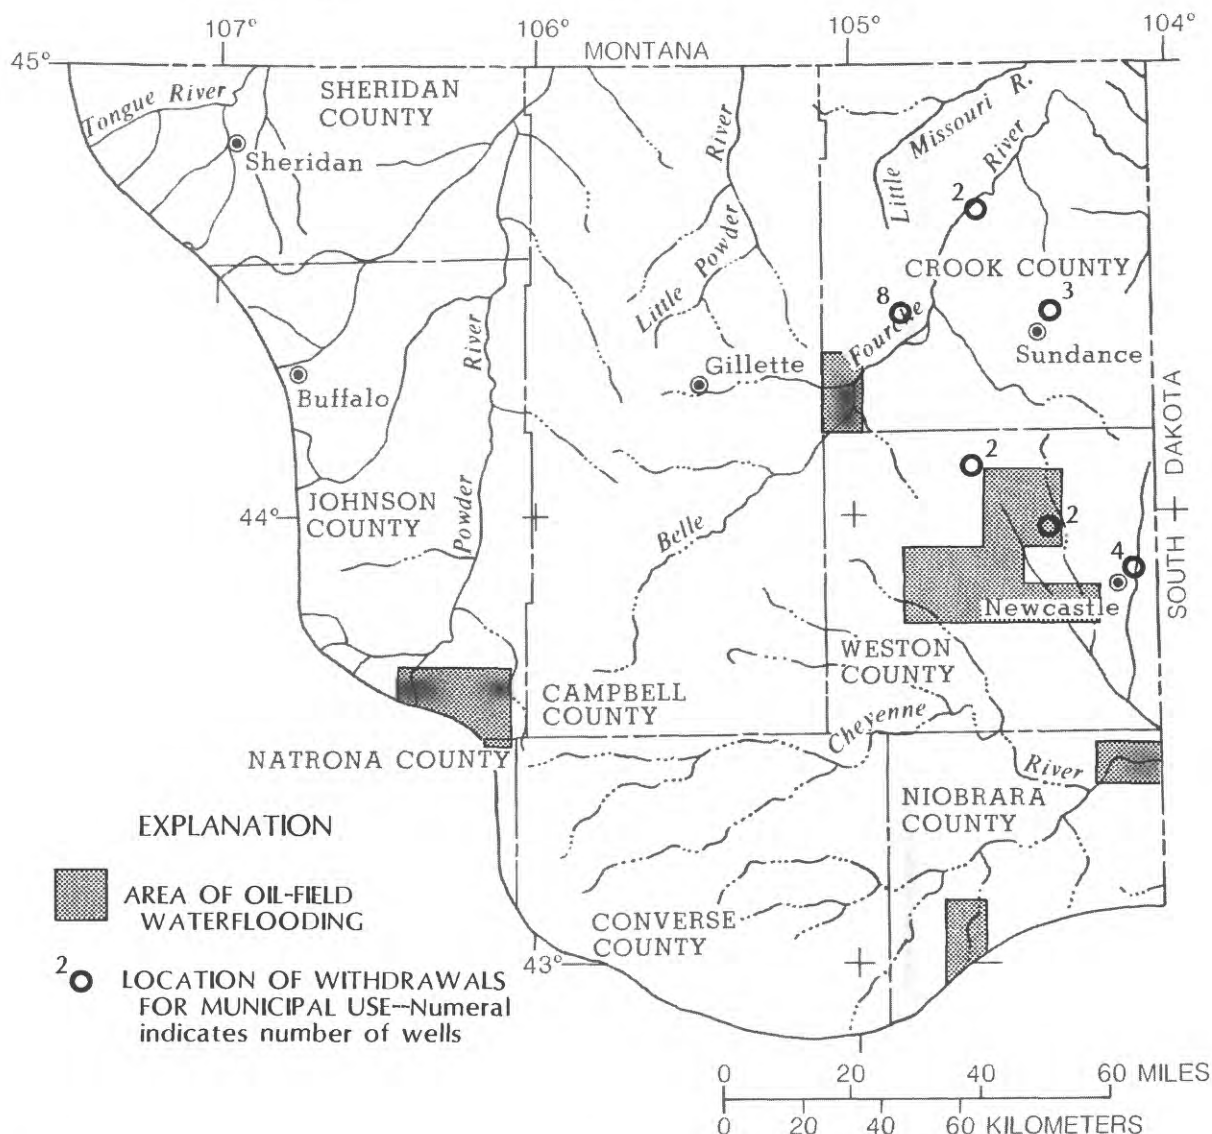 107° 106° 105° 104°
45° MONTANA
SHERIDAN
COUNTY
Tongue River
Sheridan
River
Little Powder
Little Missouri R.
River
2
CROOK COUNTY
8
3
Fourche
Sundance
Gillette
Buffalo
River
Powder
JOHNSON
COUNTY
44°
Belle
2
2
4
Newcastle
SOUTH DAKOTA
WESTON
COUNTY
CAMPBELL
COUNTY
Cheyenne
River
NATRONA COUNTY
NIOBRARA
COUNTY
CONVERSE
COUNTY
43°
EXPLANATION
AREA OF OIL-FIELD
WATERFLOODING
2 LOCATION OF WITHDRAWALS
FOR MUNICIPAL USE--Numeral
indicates number of wells
0 20 40 60 MILES
0 20 40 60 KILOMETERS